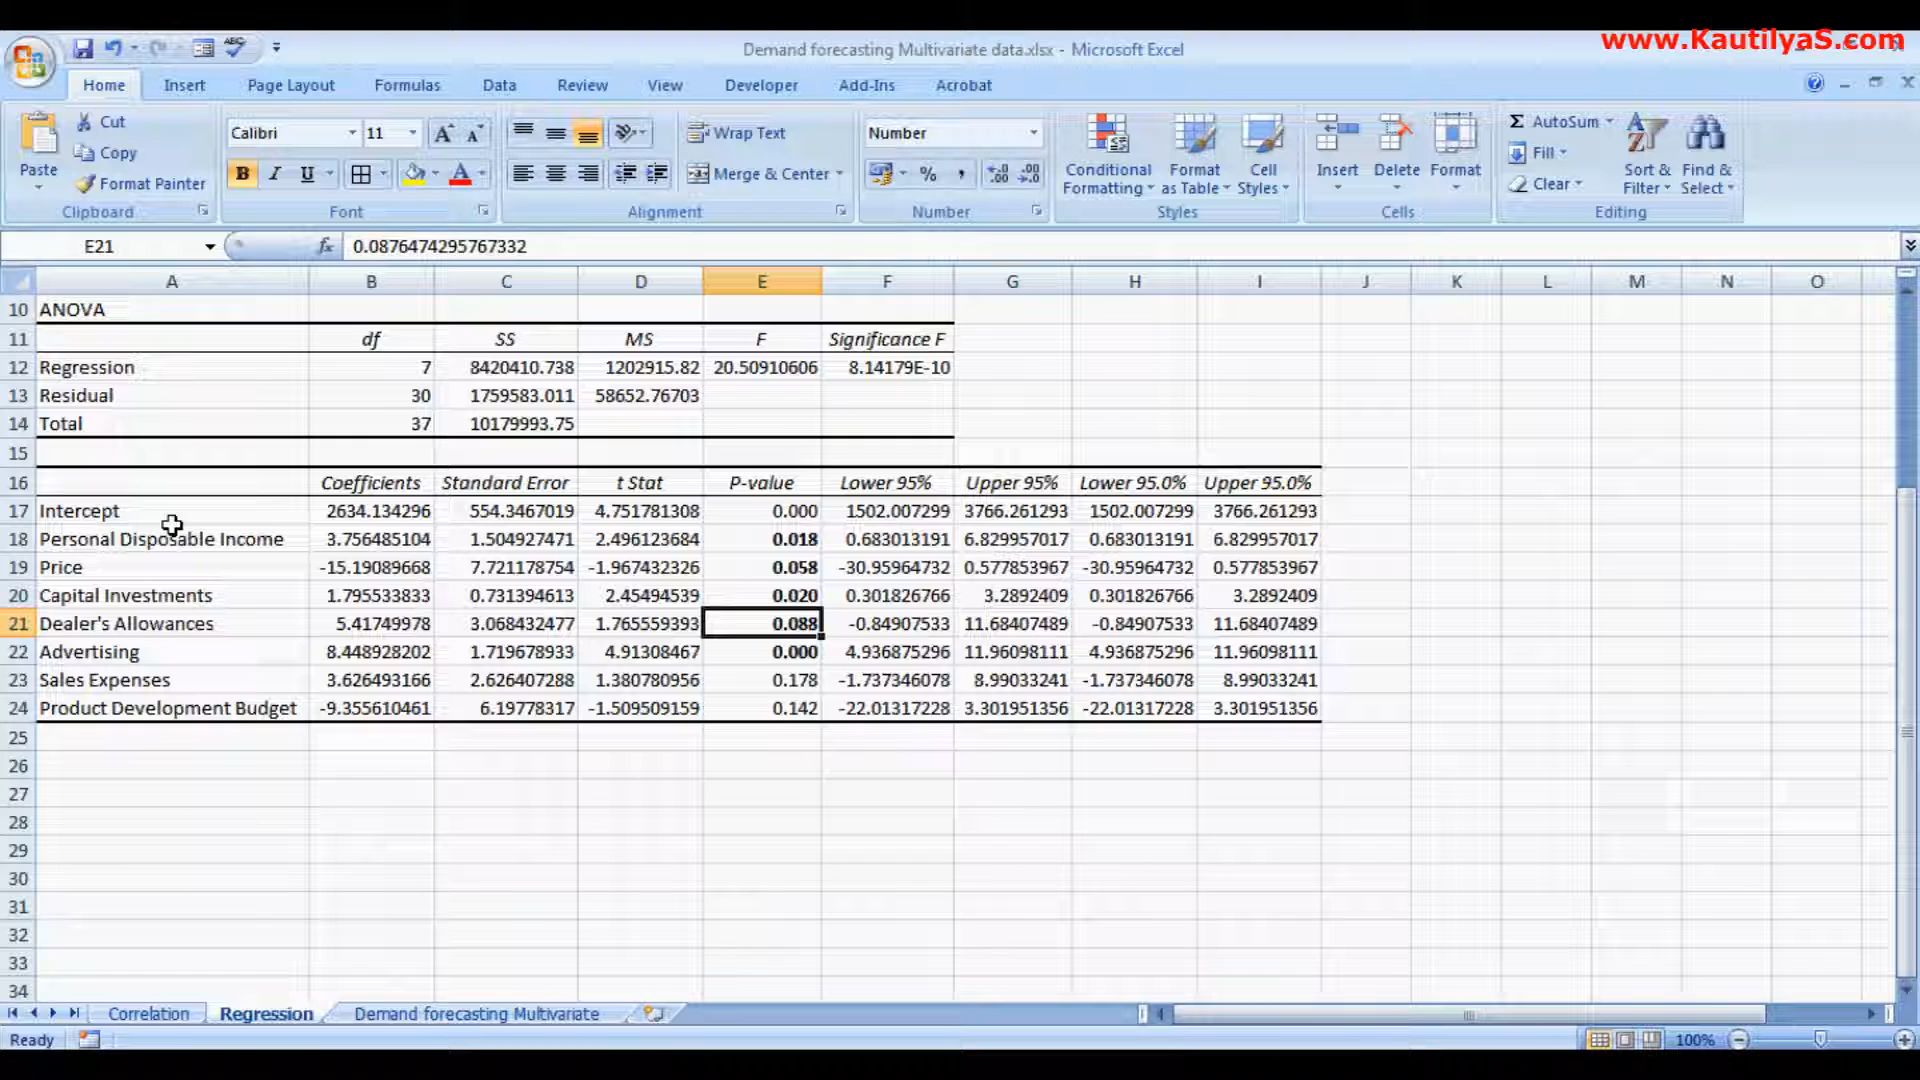 www.KautilyaS.com
Demand forecasting Multivariate data.xlsx - Microsoft Excel
Home Insert Page Layout Formulas Data Review View Developer Add-Ins Acrobat
Paste Cut Copy Format Painter Clipboard
Calibri 11 B I U Font
Wrap Text Merge & Center Alignment
Number % , Number
Conditional Formatting Format as Table Cell Styles Styles
Insert Delete Format Cells
Σ AutoSum Fill Clear Sort & Filter Find & Select Editing
E21 fx 0.0876474295767332
A B C D E F G H I J K L M N O
10 ANOVA
11 df SS MS F Significance F
12 Regression 7 8420410.738 1202915.82 20.50910606 8.14179E-10
13 Residual 30 1759583.011 58652.76703
14 Total 37 10179993.75
15
16 Coefficients Standard Error t Stat P-value Lower 95% Upper 95% Lower 95.0% Upper 95.0%
17 Intercept 2634.134296 554.3467019 4.751781308 0.000 1502.007299 3766.261293 1502.007299 3766.261293
18 Personal Disposable Income 3.756485104 1.504927471 2.496123684 0.018 0.683013191 6.829957017 0.683013191 6.829957017
19 Price -15.19089668 7.721178754 -1.967432326 0.058 -30.95964732 0.577853967 -30.95964732 0.577853967
20 Capital Investments 1.795533833 0.731394613 2.45494539 0.020 0.301826766 3.2892409 0.301826766 3.2892409
21 Dealer's Allowances 5.41749978 3.068432477 1.765559393 0.088 -0.84907533 11.68407489 -0.84907533 11.68407489
22 Advertising 8.448928202 1.719678933 4.91308467 0.000 4.936875296 11.96098111 4.936875296 11.96098111
23 Sales Expenses 3.626493166 2.626407288 1.380780956 0.178 -1.737346078 8.99033241 -1.737346078 8.99033241
24 Product Development Budget -9.355610461 6.19778317 -1.509509159 0.142 -22.01317228 3.301951356 -22.01317228 3.301951356
25
26
27
28
29
30
31
32
33
34
Correlation Regression Demand forecasting Multivariate
Ready 100%